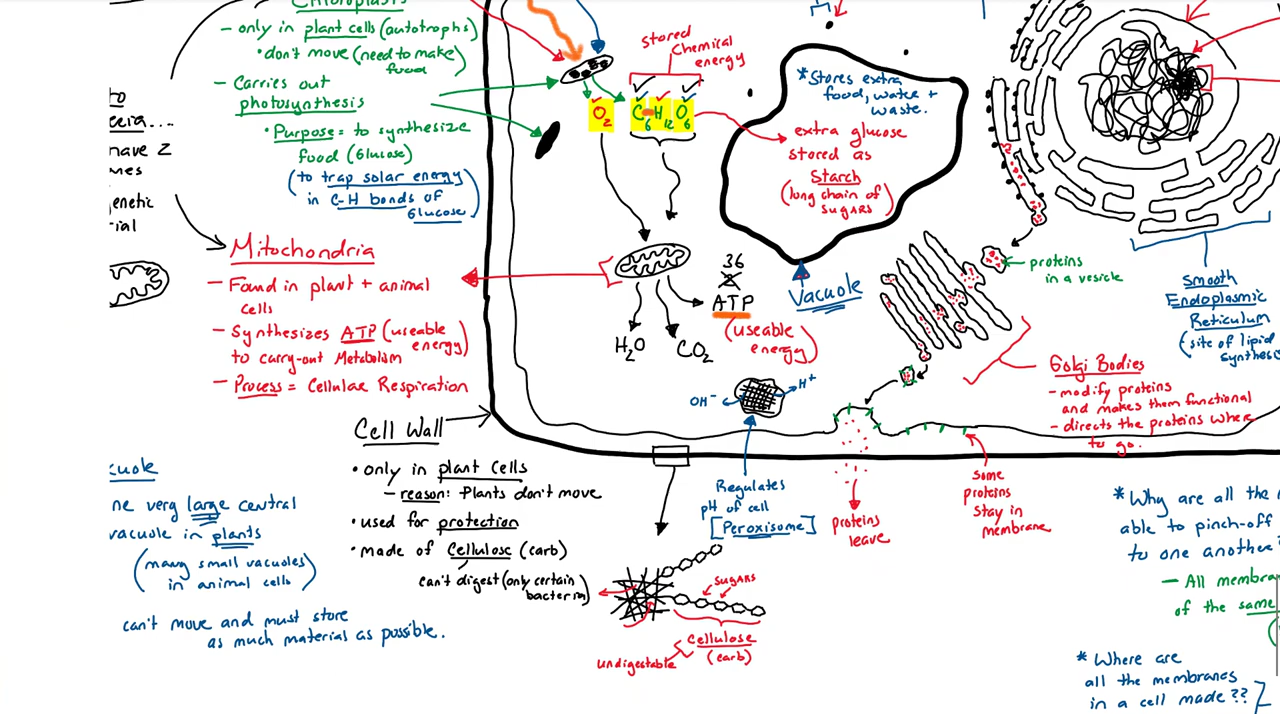 Chloroplasts
- only in plant cells (autotrophs)
• don't move (need to make food)
- Carries out photosynthesis
• Purpose = to synthesize
food (Glucose)
(to trap solar energy
in C-H bonds of
Glucose)
to
have 2
Mitochondria
- Found in plant + animal
cells
- Synthesizes ATP (useable
energy)
to carry-out Metabolism
- Process = Cellular Respiration
stored
Chemical
energy
O2
C6H12O6
36
ATP
(useable
energy)
H2O
CO2
* Stores extra
food, water +
waste.
extra glucose
stored as
Starch
(long chain of
sugars)
Vacuole
proteins
in a vesicle
Smooth
Endoplasmic
Reticulum
(site of lipid
Golgi Bodies
- modify proteins
and makes them functional
- directs the proteins where
to go.
OH-
H+
Regulates
pH of cell
[Peroxisome]
proteins
leave
Some
proteins
stay in
membrane
Cell Wall
• only in plant cells
- reason: Plants don't move
• used for protection
• made of Cellulose (carb)
can't digest (only certain
bacteria)
sugars
cellulose
(carb)
undigestable
very large central
vacuole in plants
(many small vacuoles
in animal cells)
can't move and must store
as much material as possible.
* Why are all the
able to pinch-off
to one another?
- All
of the same
* Where are
all the membranes
in a cell made??